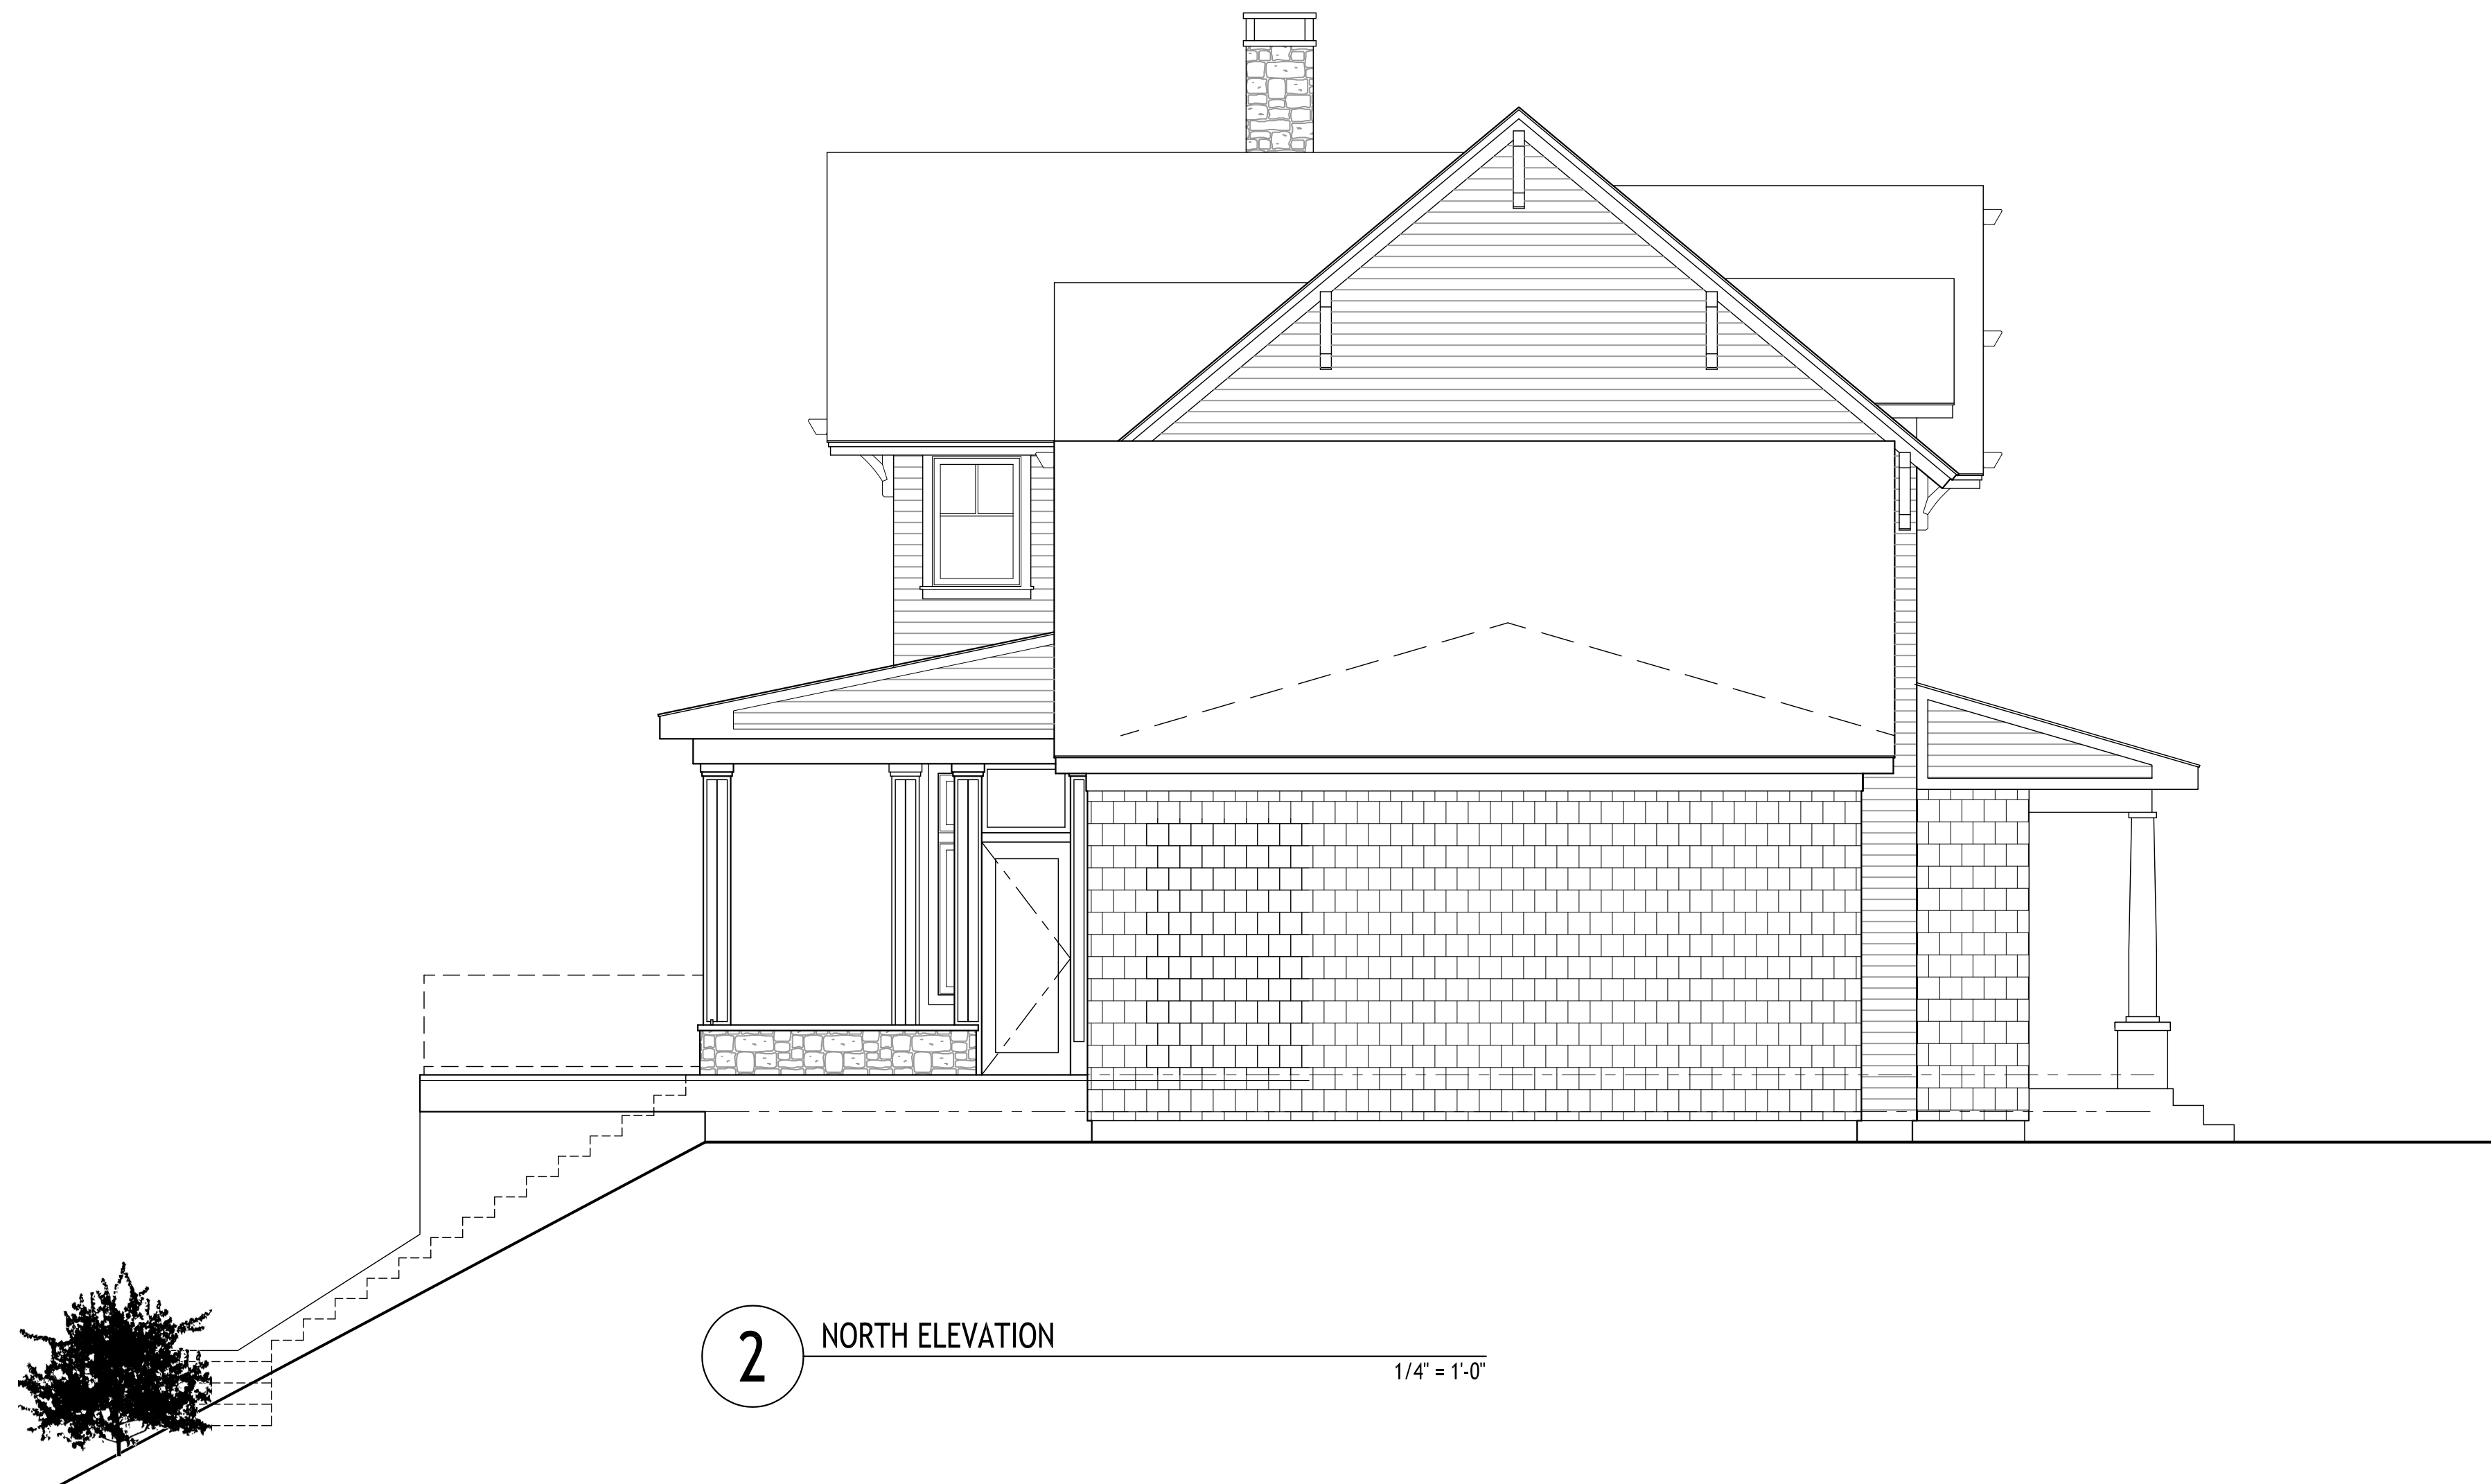 2
NORTH ELEVATION
1/4" = 1'-0"